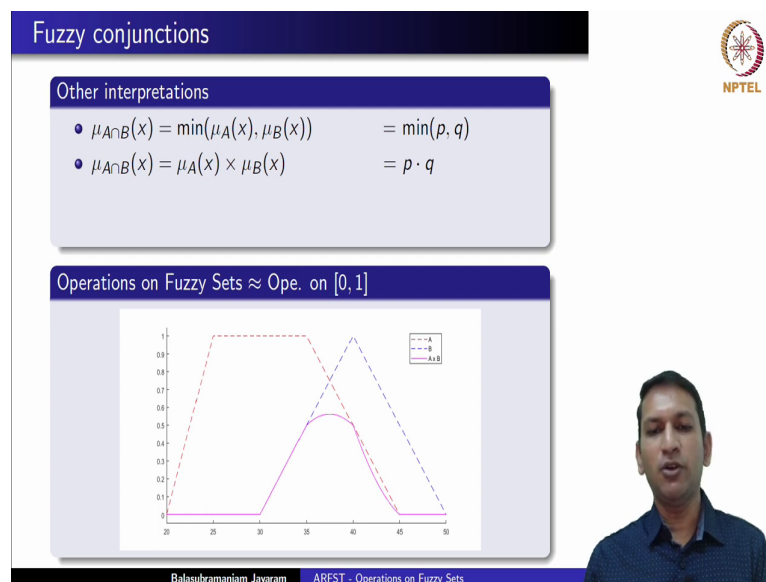 Fuzzy conjunctions
NPTEL
Other interpretations
μA∩B(x) = min(μA(x), μB(x)) = min(p, q)
μA∩B(x) = μA(x) × μB(x) = p · q
Operations on Fuzzy Sets ≈ Ope. on [0, 1]
1
0.9
0.8
0.7
0.6
0.5
0.4
0.3
0.2
0.1
0
A
B
A x B
20 25 30 35 40 45 50
Balasubramaniam Jayaram ARFST - Operations on Fuzzy Sets